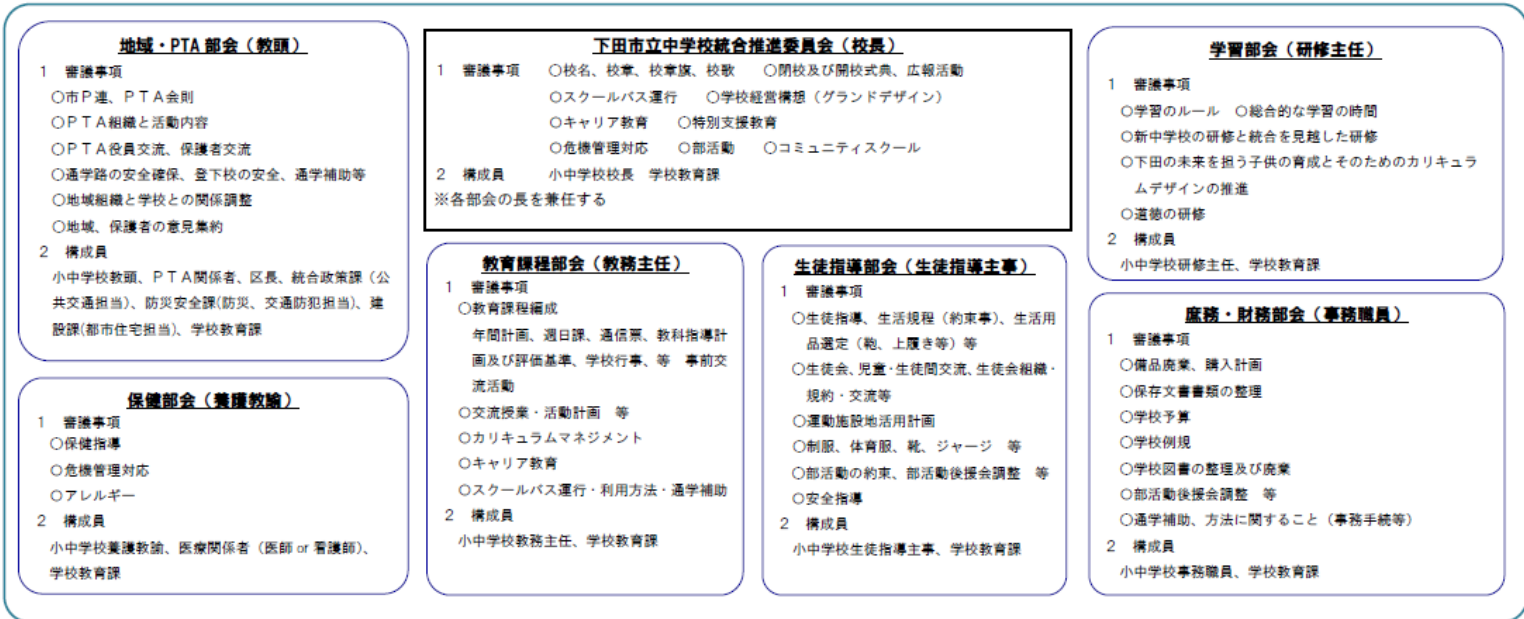 地域・PTA 部会（教頭）
1　審議事項
○市Ｐ連、ＰＴＡ会則
○ＰＴＡ組織と活動内容
○ＰＴＡ役員交流、保護者交流
○通学路の安全確保、登下校の安全、通学補助等
○地域組織と学校との関係調整
○地域、保護者の意見集約
2　構成員
小中学校教頭、ＰＴＡ関係者、区長、統合政策課（公
共交通担当）、防災安全課(防災、交通防犯担当)、建
設課(都市住宅担当)、学校教育課
保健部会（養護教諭）
1　審議事項
○保健指導
○危機管理対応
○アレルギー
2　構成員
小中学校養護教諭、医療関係者（医師 or 看護師）、
学校教育課
下田市立中学校統合推進委員会（校長）
1　審議事項　○校名、校章、校章旗、校歌　○閉校及び開校式典、広報活動
○スクールバス運行　○学校経営構想（グランドデザイン）
○キャリア教育　○特別支援教育
○危機管理対応　○部活動　○コミュニティスクール
2　構成員　小中学校校長　学校教育課
※各部会の長を兼任する
教育課程部会（教務主任）
1　審議事項
○教育課程編成
年間計画、週日課、通信票、教科指導計
画及び評価基準、学校行事、等　事前交
流活動
○交流授業・活動計画　等
○カリキュラムマネジメント
○キャリア教育
○スクールバス運行・利用方法・通学補助
2　構成員
小中学校教務主任、学校教育課
生徒指導部会（生徒指導主事）
1　審議事項
○生徒指導、生活規程（約束事）、生活用
品選定（鞄、上履き等）等
○生徒会、児童・生徒間交流、生徒会組織・
規約・交流等
○運動施設地活用計画
○制服、体育服、靴、ジャージ　等
○部活動の約束、部活動後援会調整　等
○安全指導
2　構成員
小中学校生徒指導主事、学校教育課
学習部会（研修主任）
1　審議事項
○学習のルール　○総合的な学習の時間
○新中学校の研修と統合を見越した研修
○下田の未来を担う子供の育成とそのためのカリキュラ
ムデザインの推進
○道徳の研修
2　構成員
小中学校研修主任、学校教育課
庶務・財務部会（事務職員）
1　審議事項
○備品廃棄、購入計画
○保存文書書類の整理
○学校予算
○学校例規
○学校図書の整理及び廃棄
○部活動後援会調整　等
○通学補助、方法に関すること（事務手続等）
2　構成員
小中学校事務職員、学校教育課